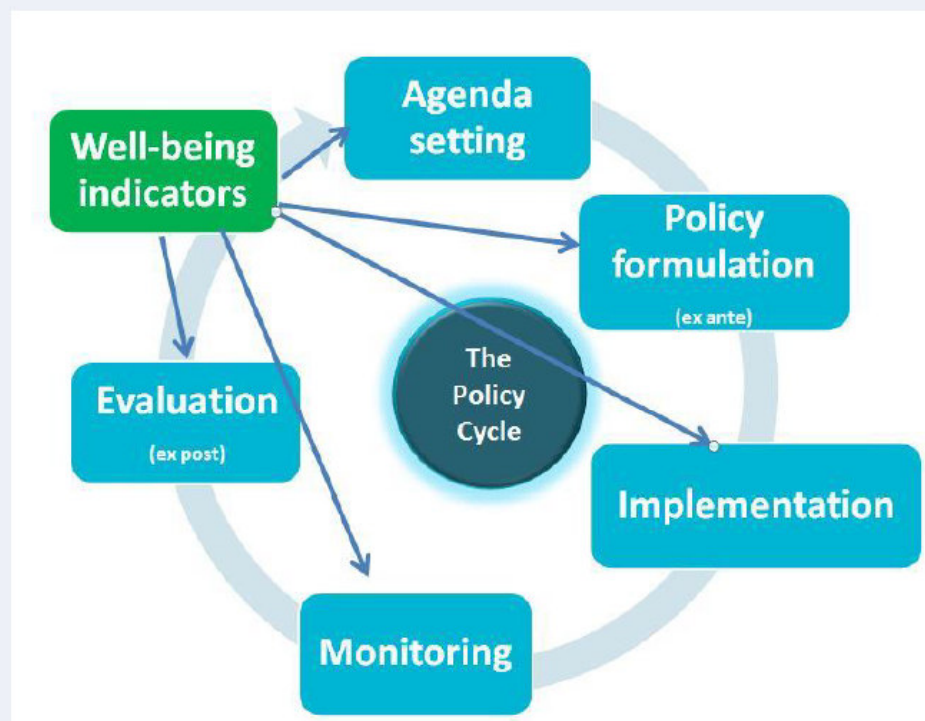 Agenda
setting
Well-being
indicators
Policy
formulation
(ex ante)
The
Policy
Cycle
Evaluation
(ex post)
Implementation
Monitoring